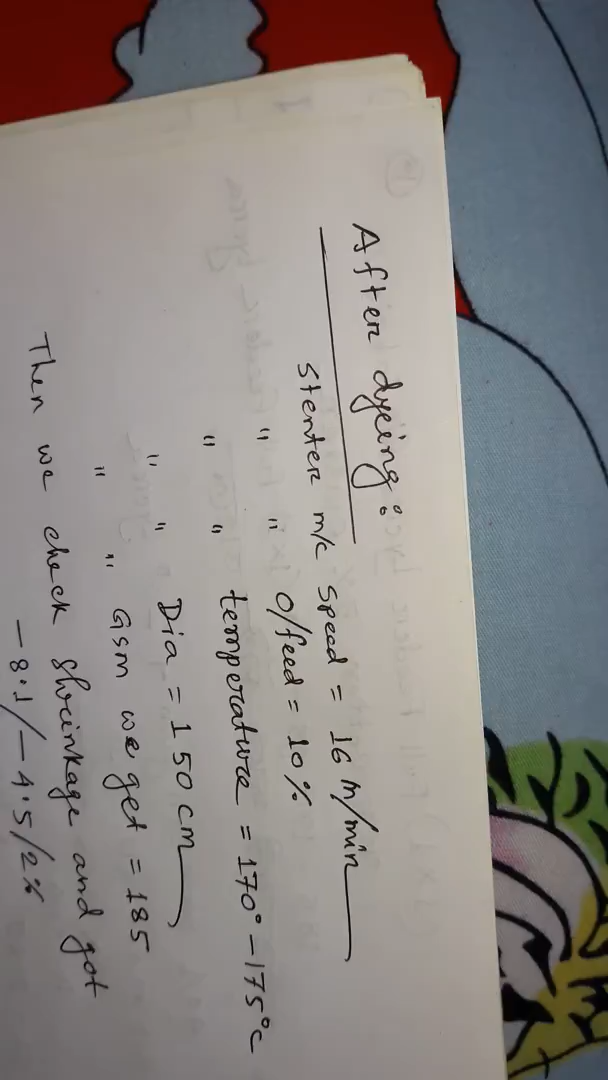 After dyeing:
Stenter m/c speed = 16 m/min
" " O/feed = 10%
" " temperature = 170° - 175°c
" " Dia = 150 cm
" " GSM we get = 185
Then we check shrinkage and got
-8.1/-4.5/2%